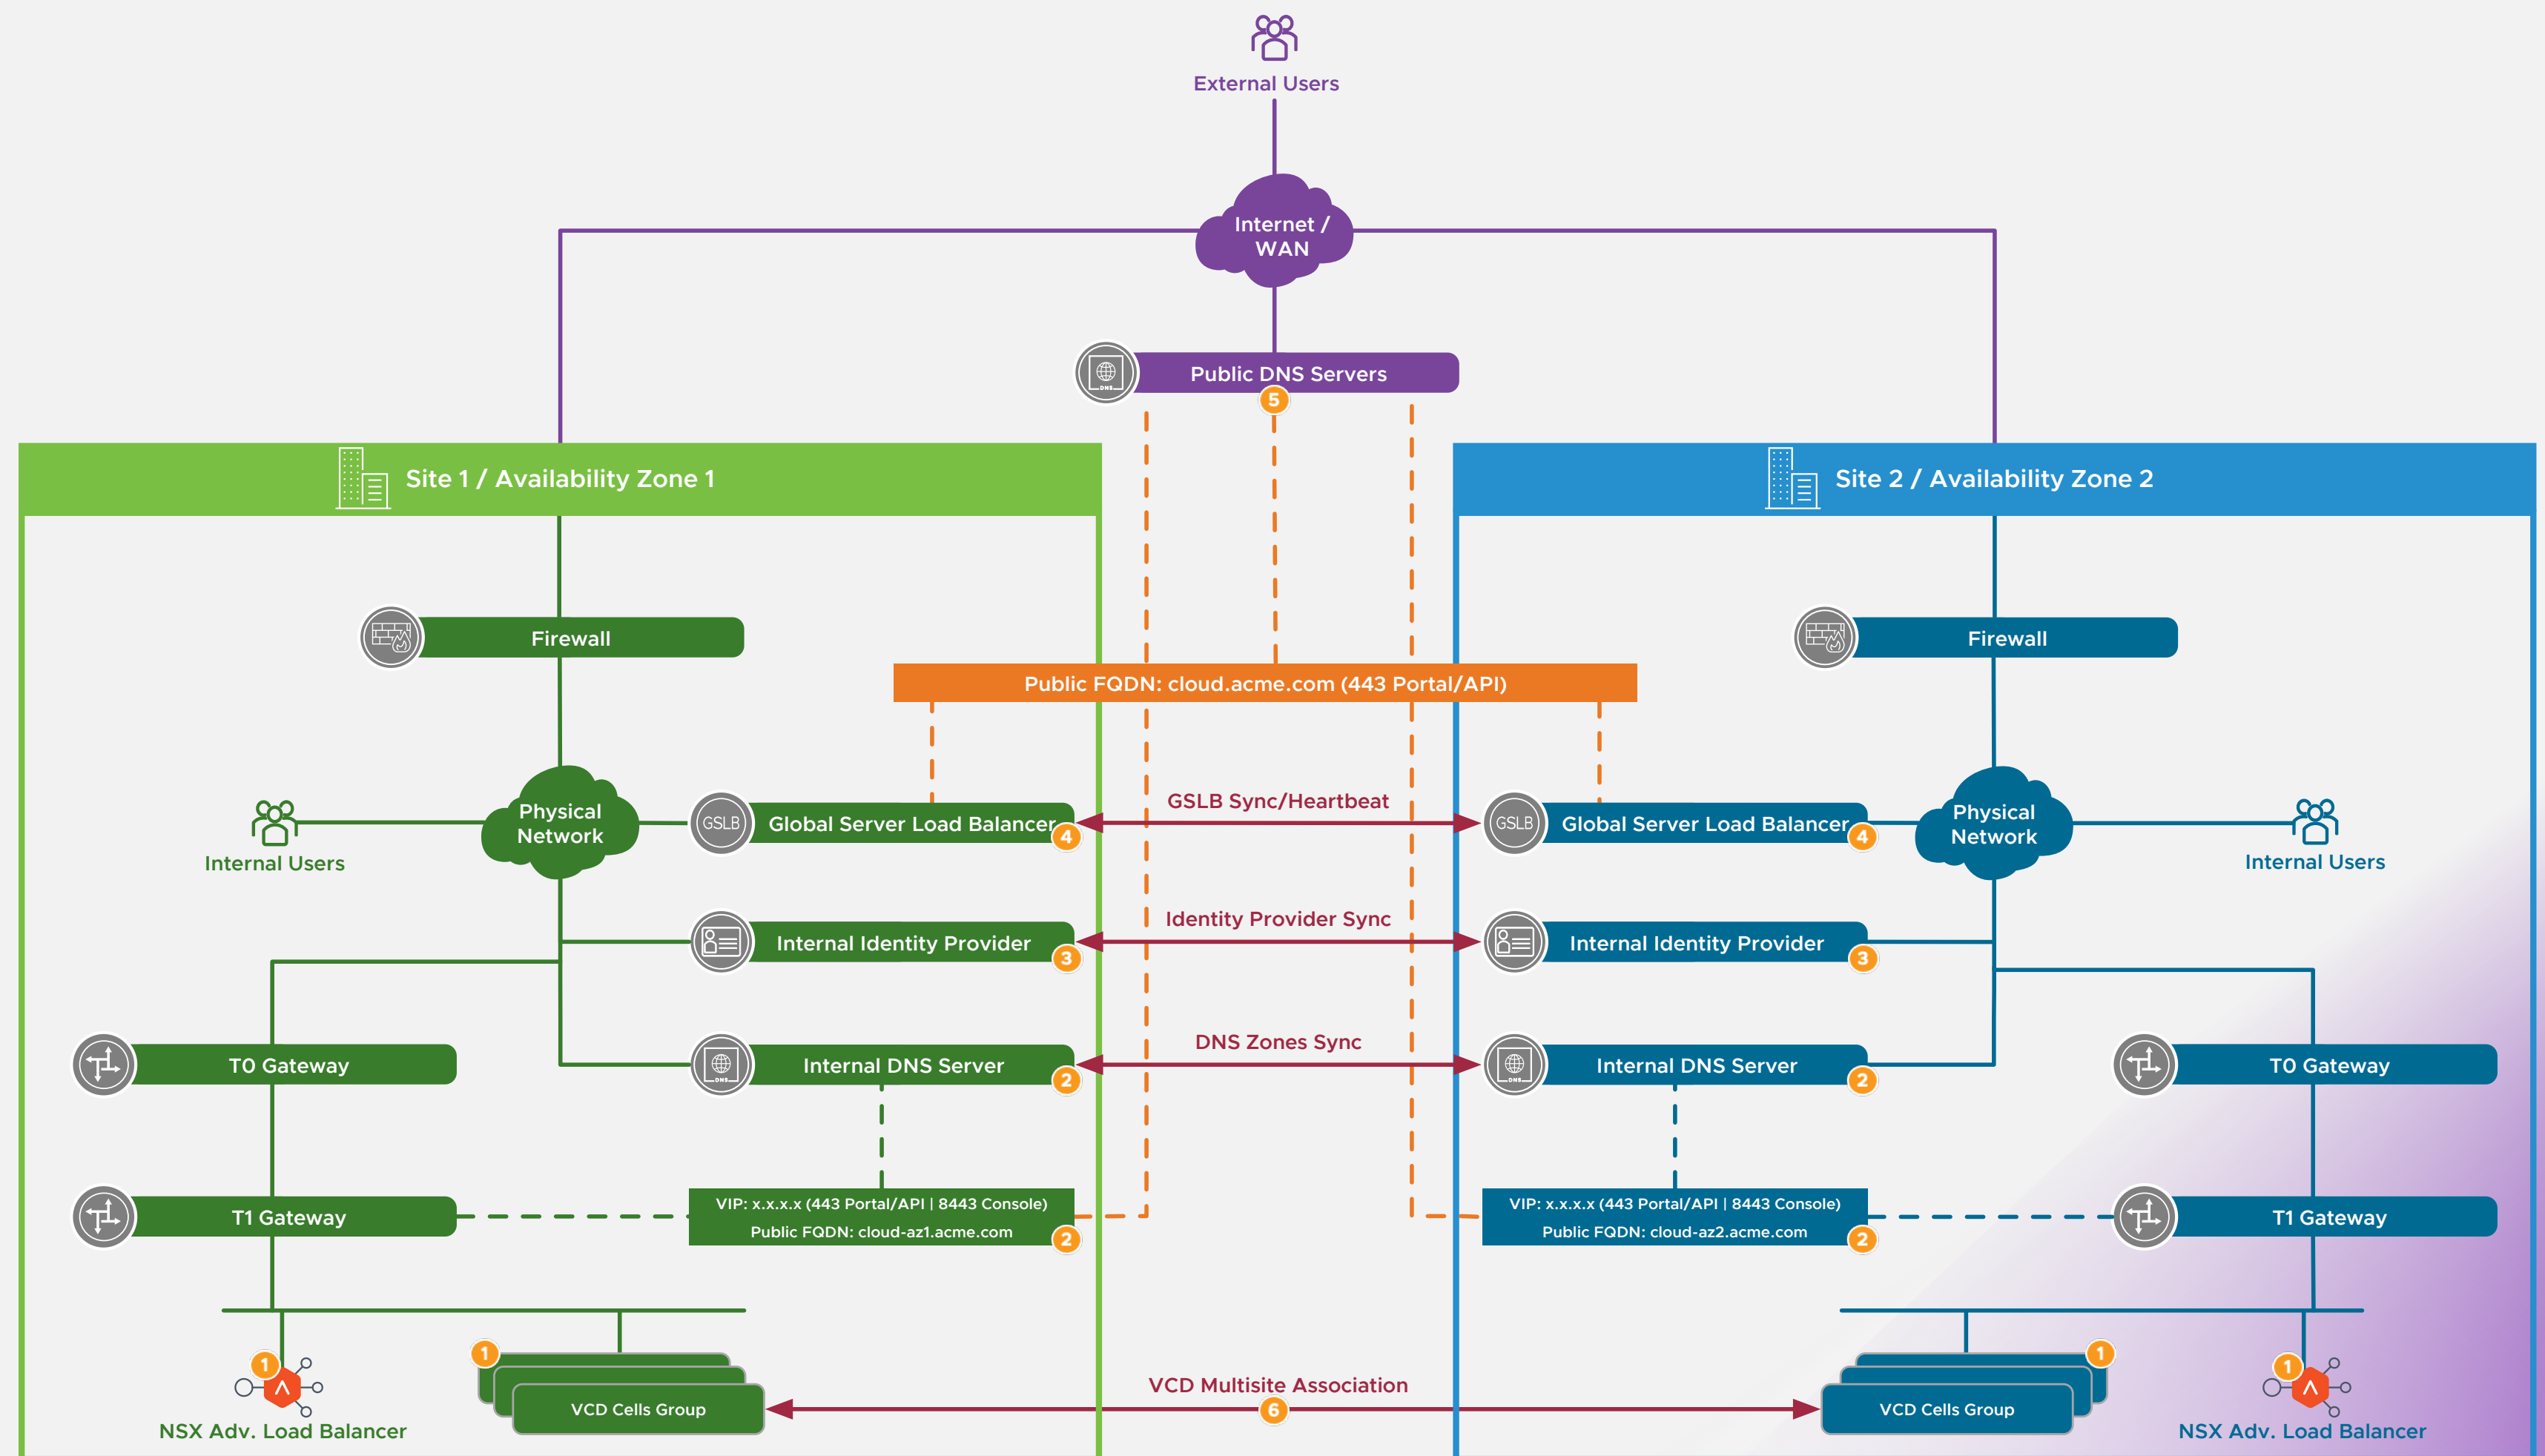 External Users
Internet /
WAN
DNS
Public DNS Servers
5
Site 1 / Availability Zone 1
Site 2 / Availability Zone 2
Firewall
Firewall
Public FQDN: cloud.acme.com (443 Portal/API)
Internal Users
Physical
Network
GSLB
Global Server Load Balancer
4
GSLB Sync/Heartbeat
GSLB
Global Server Load Balancer
4
Physical
Network
Internal Users
Internal Identity Provider
3
Identity Provider Sync
Internal Identity Provider
3
T0 Gateway
DNS
Internal DNS Server
2
DNS Zones Sync
DNS
Internal DNS Server
2
T0 Gateway
T1 Gateway
VIP: x.x.x.x (443 Portal/API | 8443 Console)
Public FQDN: cloud-az1.acme.com
2
VIP: x.x.x.x (443 Portal/API | 8443 Console)
Public FQDN: cloud-az2.acme.com
2
T1 Gateway
1
NSX Adv. Load Balancer
1
VCD Cells Group
VCD Multisite Association
6
1
VCD Cells Group
1
NSX Adv. Load Balancer